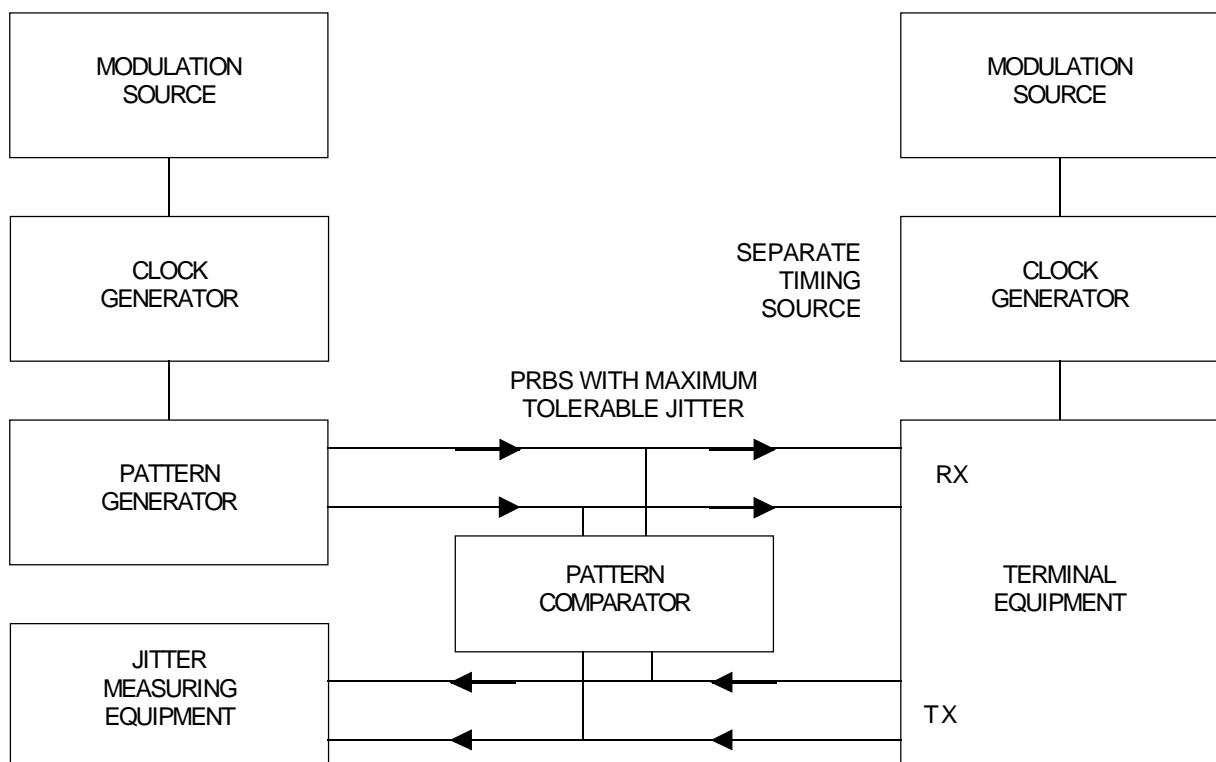 MODULATION
SOURCE
MODULATION
SOURCE
CLOCK
GENERATOR
SEPARATE
TIMING
SOURCE
CLOCK
GENERATOR
PRBS WITH MAXIMUM
TOLERABLE JITTER
PATTERN
GENERATOR
RX
PATTERN
COMPARATOR
TERMINAL
EQUIPMENT
JITTER
MEASURING
EQUIPMENT
TX